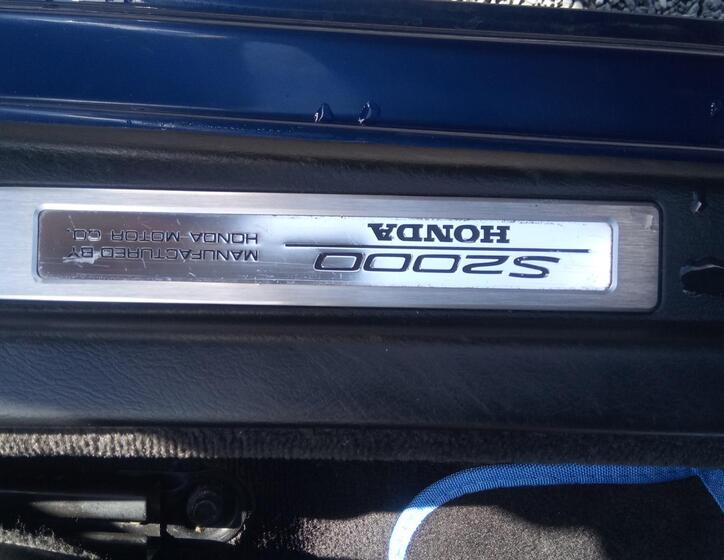 S2000
HONDA
MANUFACTURED BY
HONDA MOTOR CO.